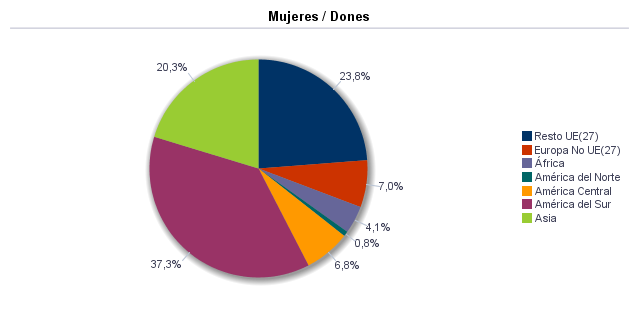 Mujeres / Dones
20,3%
23,8%
7,0%
4,1%
0,8%
6,8%
37,3%
Resto UE(27)
Europa No UE(27)
África
América del Norte
América Central
América del Sur
Asia